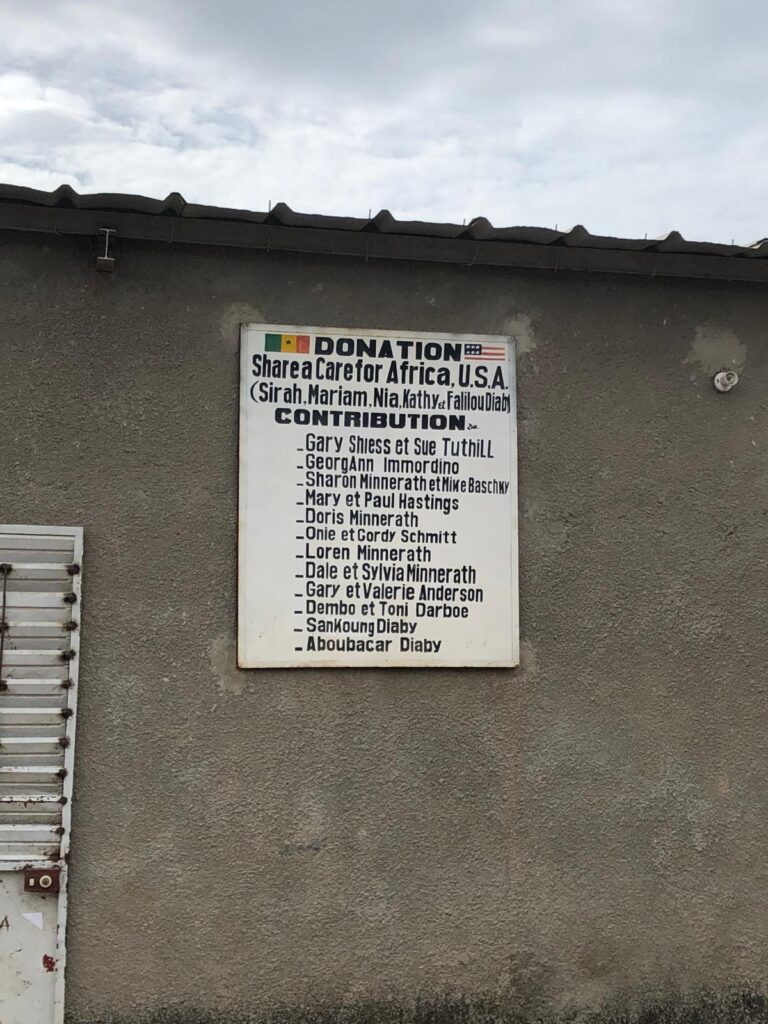 DONATION
Share a Care for Africa, U.S.A.
(Sirah, Mariam, Nia, Kathy et Falilou Diaby
CONTRIBUTION de
- Gary Shiess et Sue Tuthill
- GeorgAnn Immordino
- Sharon Minnerath et Mike Baschky
- Mary et Paul Hastings
- Doris Minnerath
- Onie et Gordy Schmitt
- Loren Minnerath
- Dale et Sylvia Minnerath
- Gary et Valerie Anderson
- Dembo et Toni Darboe
- Sankoung Diaby
- Aboubacar Diaby
A